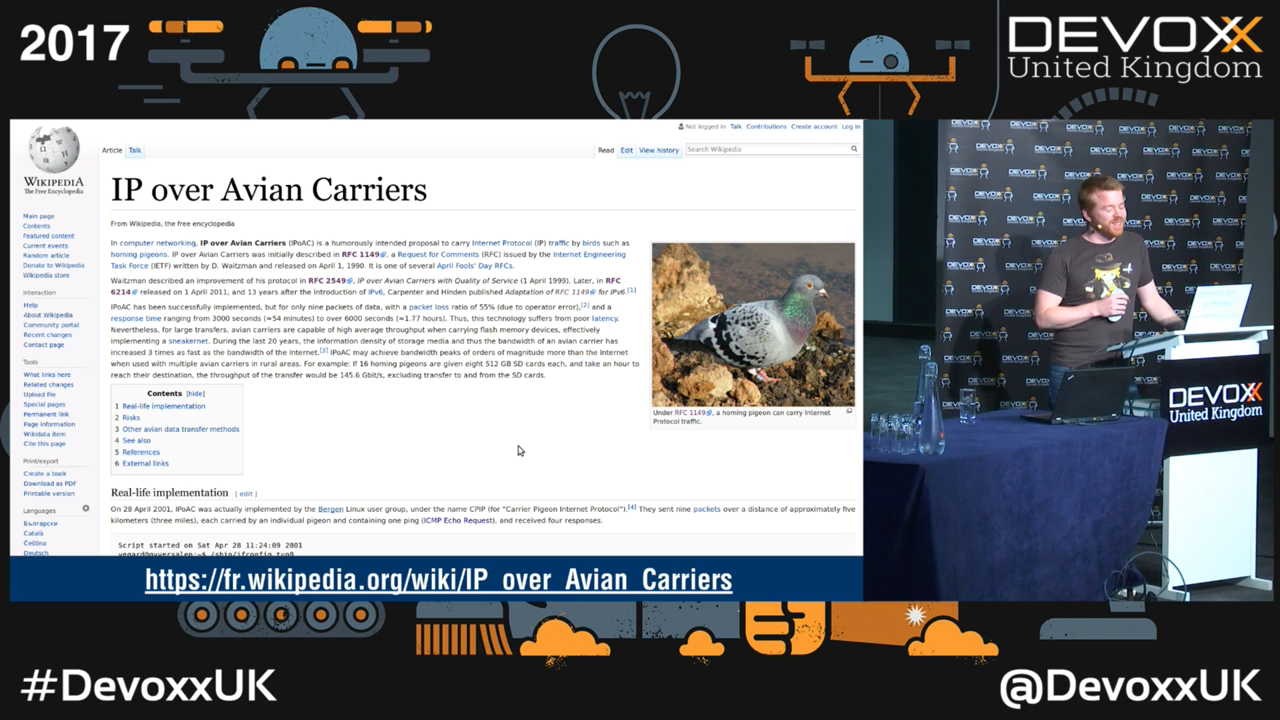 2017
DEVOXX
United Kingdom
Not logged in Talk Contributions Create account Log in
Article Talk
Read Edit View history Search Wikipedia
WIKIPEDIA
The Free Encyclopedia
IP over Avian Carriers
From Wikipedia, the free encyclopedia
Main page
Contents
Featured content
Current events
Random article
Donate to Wikipedia
Wikipedia store
Interaction
Help
About Wikipedia
Community portal
Recent changes
Contact page
Tools
What links here
Related changes
Upload file
Special pages
Permanent link
Page information
Wikidata item
Cite this page
Print/export
Create a book
Download as PDF
Printable version
Languages
Български
Català
Čeština
Deutsch
In computer networking, IP over Avian Carriers (IPoAC) is a humorously intended proposal to carry Internet Protocol (IP) traffic by birds such as
homing pigeons. IP over Avian Carriers was initially described in RFC 1149, a Request for Comments (RFC) issued by the Internet Engineering
Task Force (IETF) written by D. Waitzman and released on April 1, 1990. It is one of several April Fools' Day RFCs.
Waitzman described an improvement of his protocol in RFC 2549, IP over Avian Carriers with Quality of Service (1 April 1999). Later, in RFC
6214 released on 1 April 2011, and 13 years after the introduction of IPv6, Carpenter and Hinden published Adaptation of RFC 1149 for IPv6.[1]
IPoAC has been successfully implemented, but for only nine packets of data, with a packet loss ratio of 55% (due to operator error),[2] and a
response time ranging from 3000 seconds (≈54 minutes) to over 6000 seconds (≈1.77 hours). Thus, this technology suffers from poor latency.
Nevertheless, for large transfers, avian carriers are capable of high average throughput when carrying flash memory devices, effectively
implementing a sneakernet. During the last 20 years, the information density of storage media and thus the bandwidth of an avian carrier has
increased 3 times as fast as the bandwidth of the Internet.[3] IPoAC may achieve bandwidth peaks of orders of magnitude more than the Internet
when used with multiple avian carriers in rural areas. For example: If 16 homing pigeons are given eight 512 GB SD cards each, and take an hour to
reach their destination, the throughput of the transfer would be 145.6 Gbit/s, excluding transfer to and from the SD cards.
Under RFC 1149, a homing pigeon can carry Internet
Protocol traffic.
Contents [hide]
1 Real-life implementation
2 Risks
3 Other avian data transfer methods
4 See also
5 References
6 External links
Real-life implementation [ edit ]
On 28 April 2001, IPoAC was actually implemented by the Bergen Linux user group, under the name CPIP (for "Carrier Pigeon Internet Protocol").[4] They sent nine packets over a distance of approximately five
kilometers (three miles), each carried by an individual pigeon and containing one ping (ICMP Echo Request), and received four responses.
Script started on Sat Apr 28 11:24:09 2001
https://fr.wikipedia.org/wiki/IP_over_Avian_Carriers
DEVOXX
United Kingdom
#DevoxxUK
@DevoxxUK